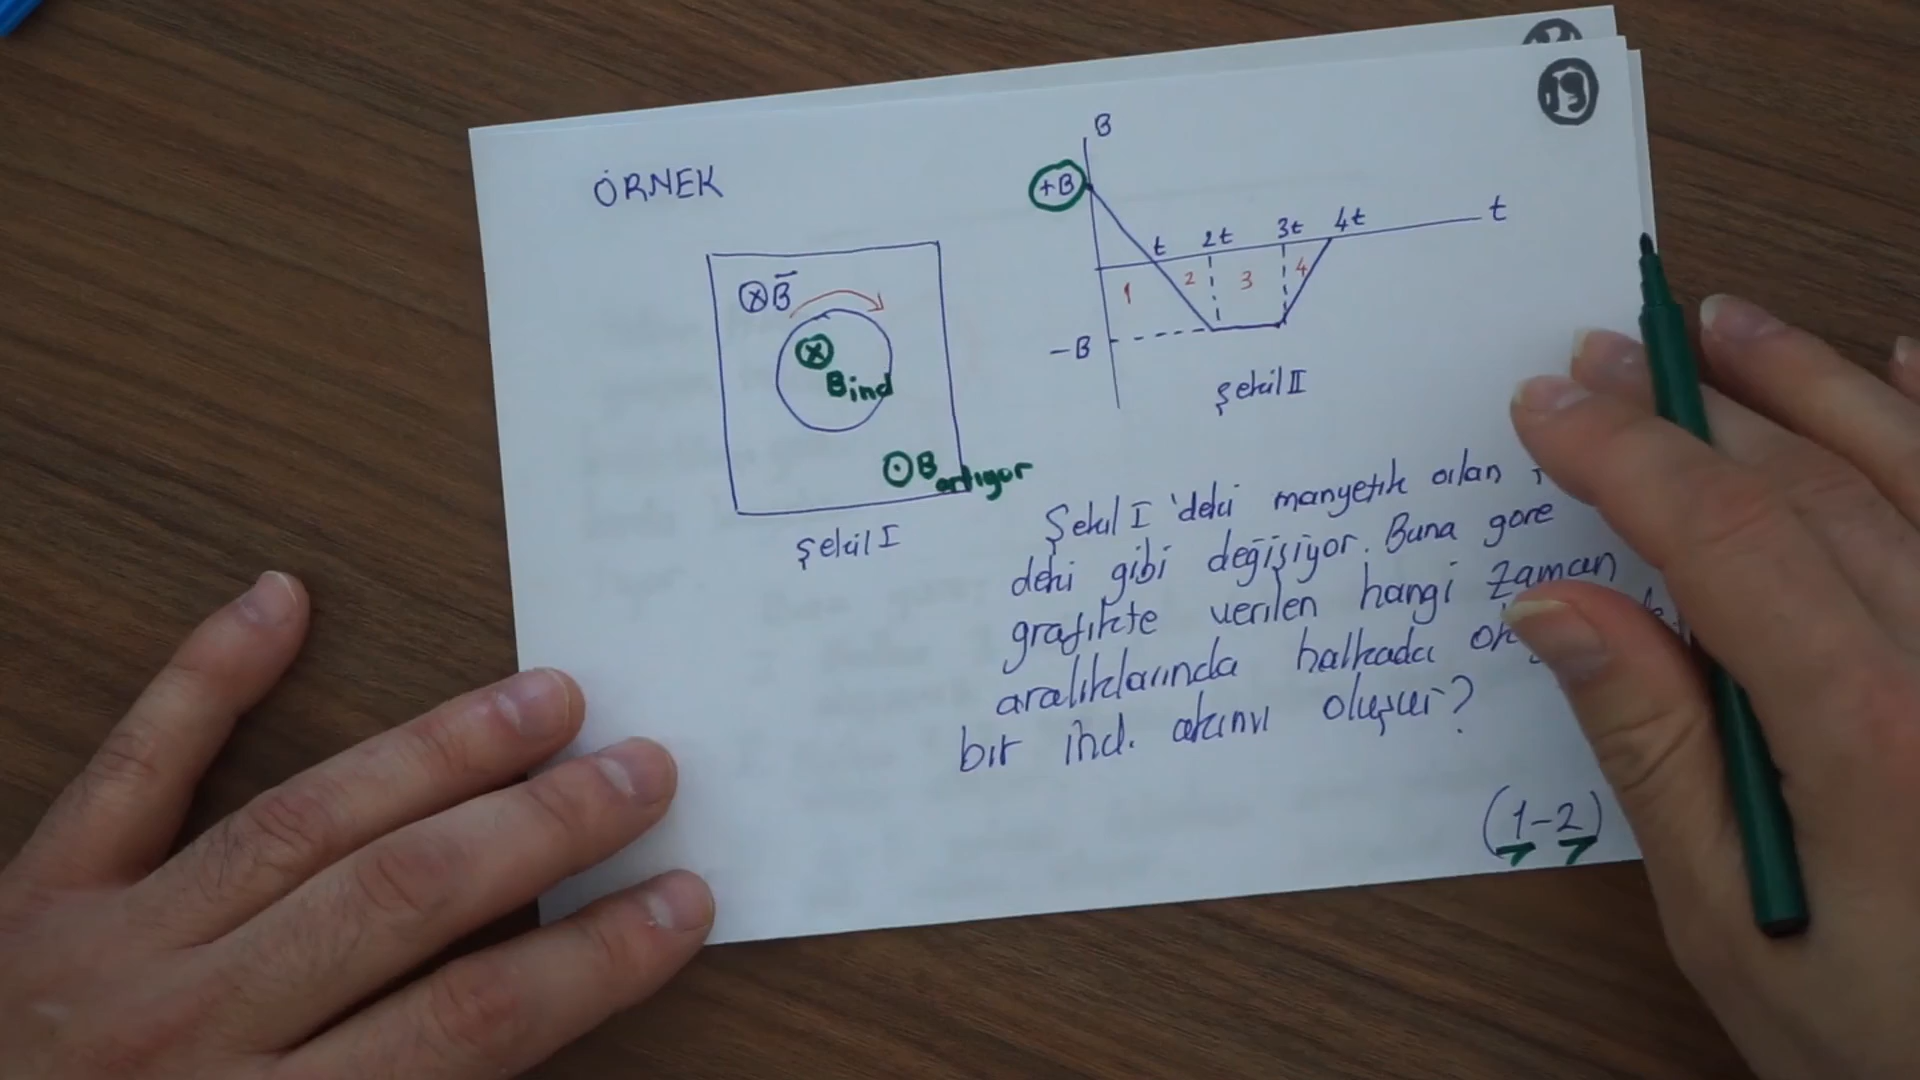 19
ÖRNEK
B
+B
t 2t 3t 4t t
1 2 3 4
-B
Şekil II
B
Bind
B artıyor
Şekil I
Şekil I 'deki manyetik alan
deki gibi değişiyor. Buna göre
grafikte verilen hangi zaman
aralıklarında halkada
bir ind. akımı oluşur?
(1-2)